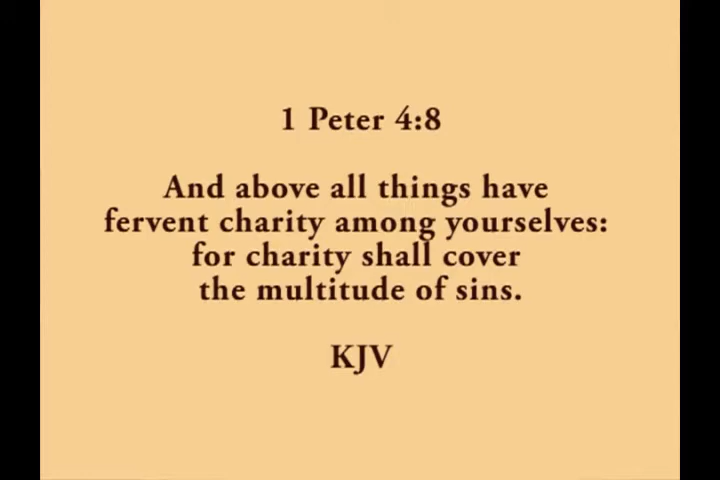 1 Peter 4:8
And above all things have
fervent charity among yourselves:
for charity shall cover
the multitude of sins.
KJV